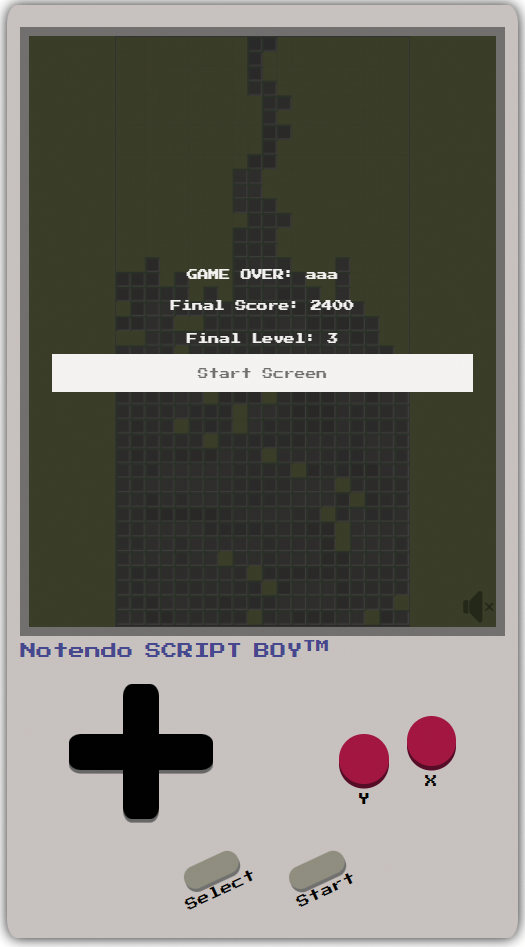 GAME OVER: aaa
Final Score: 2400
Final Level: 3
Start Screen
Notendo SCRIPT BOY™
X
Y
Select
Start